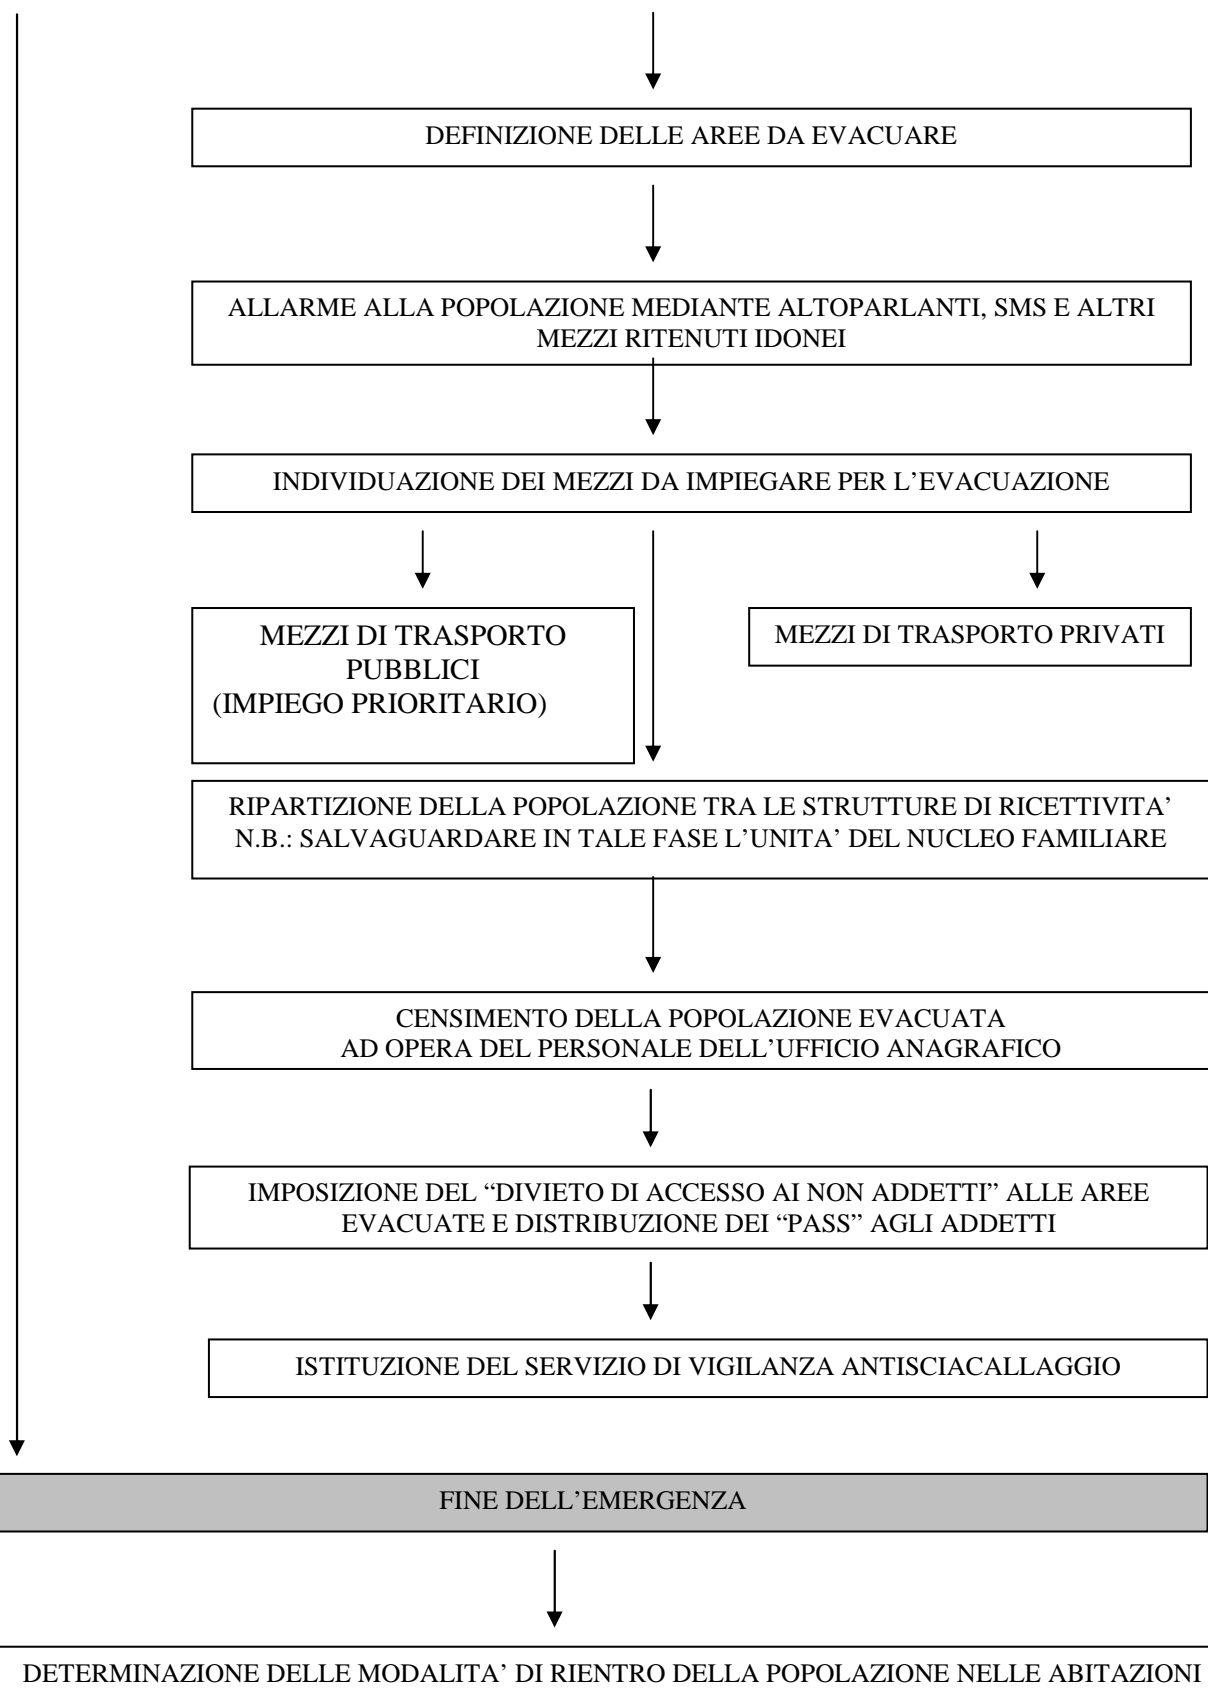 DEFINIZIONE DELLE AREE DA EVACUARE
ALLARME ALLA POPOLAZIONE MEDIANTE ALTOPARLANTI, SMS E ALTRI
MEZZI RITENUTI IDONEI
INDIVIDUAZIONE DEI MEZZI DA IMPIEGARE PER L’EVACUAZIONE
MEZZI DI TRASPORTO
PUBBLICI
(IMPIEGO PRIORITARIO)
MEZZI DI TRASPORTO PRIVATI
RIPARTIZIONE DELLA POPOLAZIONE TRA LE STRUTTURE DI RICETTIVITA’
N.B.: SALVAGUARDARE IN TALE FASE L’UNITA’ DEL NUCLEO FAMILIARE
CENSIMENTO DELLA POPOLAZIONE EVACUATA
AD OPERA DEL PERSONALE DELL’UFFICIO ANAGRAFICO
IMPOSIZIONE DEL “DIVIETO DI ACCESSO AI NON ADDETTI” ALLE AREE
EVACUATE E DISTRIBUZIONE DEI “PASS” AGLI ADDETTI
ISTITUZIONE DEL SERVIZIO DI VIGILANZA ANTISCIACALLAGGIO
FINE DELL’EMERGENZA
DETERMINAZIONE DELLE MODALITA’ DI RIENTRO DELLA POPOLAZIONE NELLE ABITAZIONI